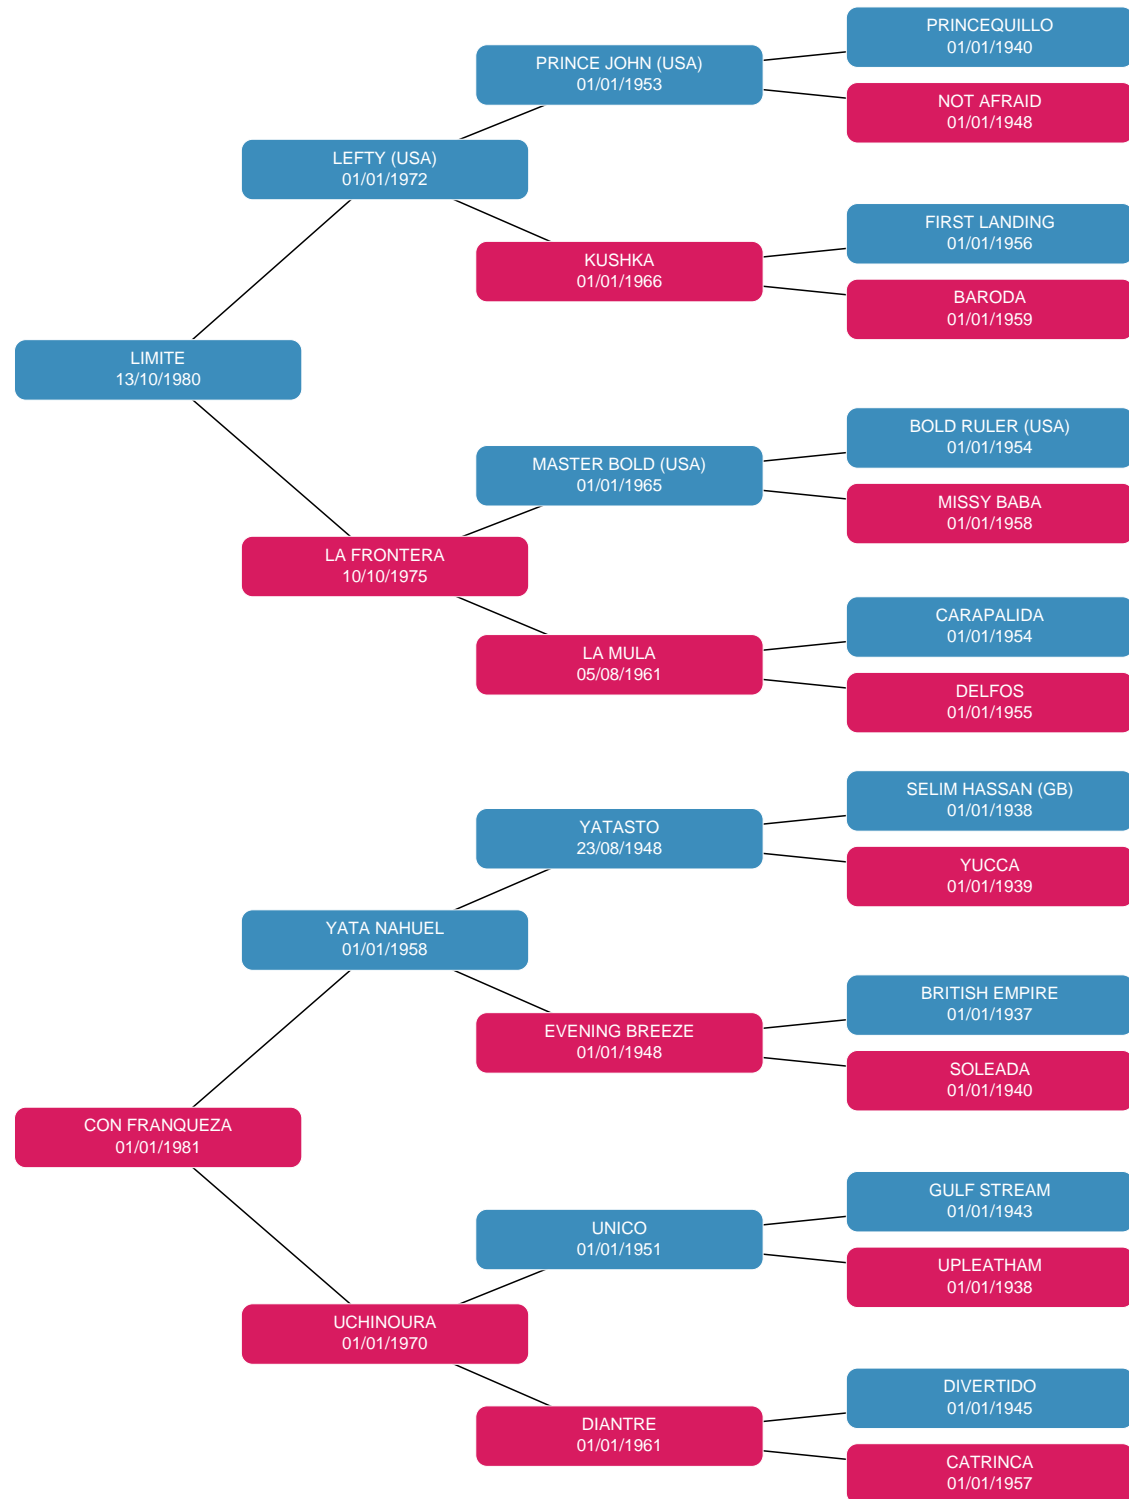 PRINCEQUILLO
01/01/1940
PRINCE JOHN (USA)
01/01/1953
NOT AFRAID
01/01/1948
LEFTY (USA)
01/01/1972
FIRST LANDING
01/01/1956
KUSHKA
01/01/1966
BARODA
01/01/1959
LIMITE
13/10/1980
BOLD RULER (USA)
01/01/1954
MASTER BOLD (USA)
01/01/1965
MISSY BABA
01/01/1958
LA FRONTERA
10/10/1975
CARAPALIDA
01/01/1954
LA MULA
05/08/1961
DELFOS
01/01/1955
SELIM HASSAN (GB)
01/01/1938
YATASTO
23/08/1948
YUCCA
01/01/1939
YATA NAHUEL
01/01/1958
BRITISH EMPIRE
01/01/1937
EVENING BREEZE
01/01/1948
SOLEADA
01/01/1940
CON FRANQUEZA
01/01/1981
GULF STREAM
01/01/1943
UNICO
01/01/1951
UPLEATHAM
01/01/1938
UCHINOURA
01/01/1970
DIVERTIDO
01/01/1945
DIANTRE
01/01/1961
CATRINCA
01/01/1957